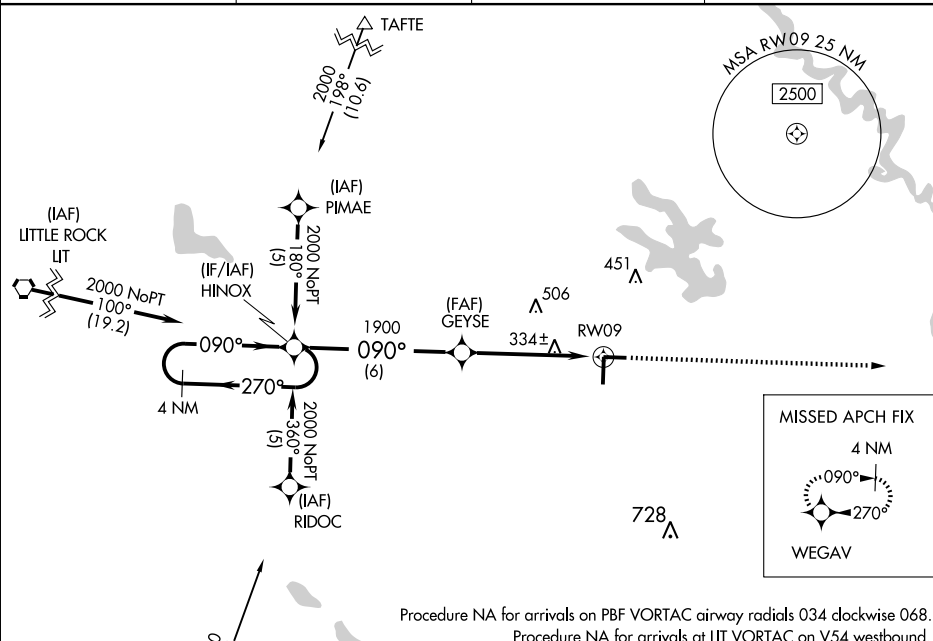 TAFTE
2000
198°
(10.6)
MSA RW09 25 NM
2500
(IAF)
PIMAE
(IAF)
LITTLE ROCK
LIT
2000 NoPT
180°
(5)
2000 NoPT
100°
(19.2)
(IF/IAF)
HINOX
451
506
(FAF)
GEYSE
334±
RW09
1900
090°
(6)
090°
270°
4 NM
2000 NoPT
360°
(5)
(IAF)
RIDOC
MISSED APCH FIX
4 NM
090°
270°
WEGAV
728
Procedure NA for arrivals on PBF VORTAC airway radials 034 clockwise 068.
Procedure NA for arrivals at LIT VORTAC on V54 westbound